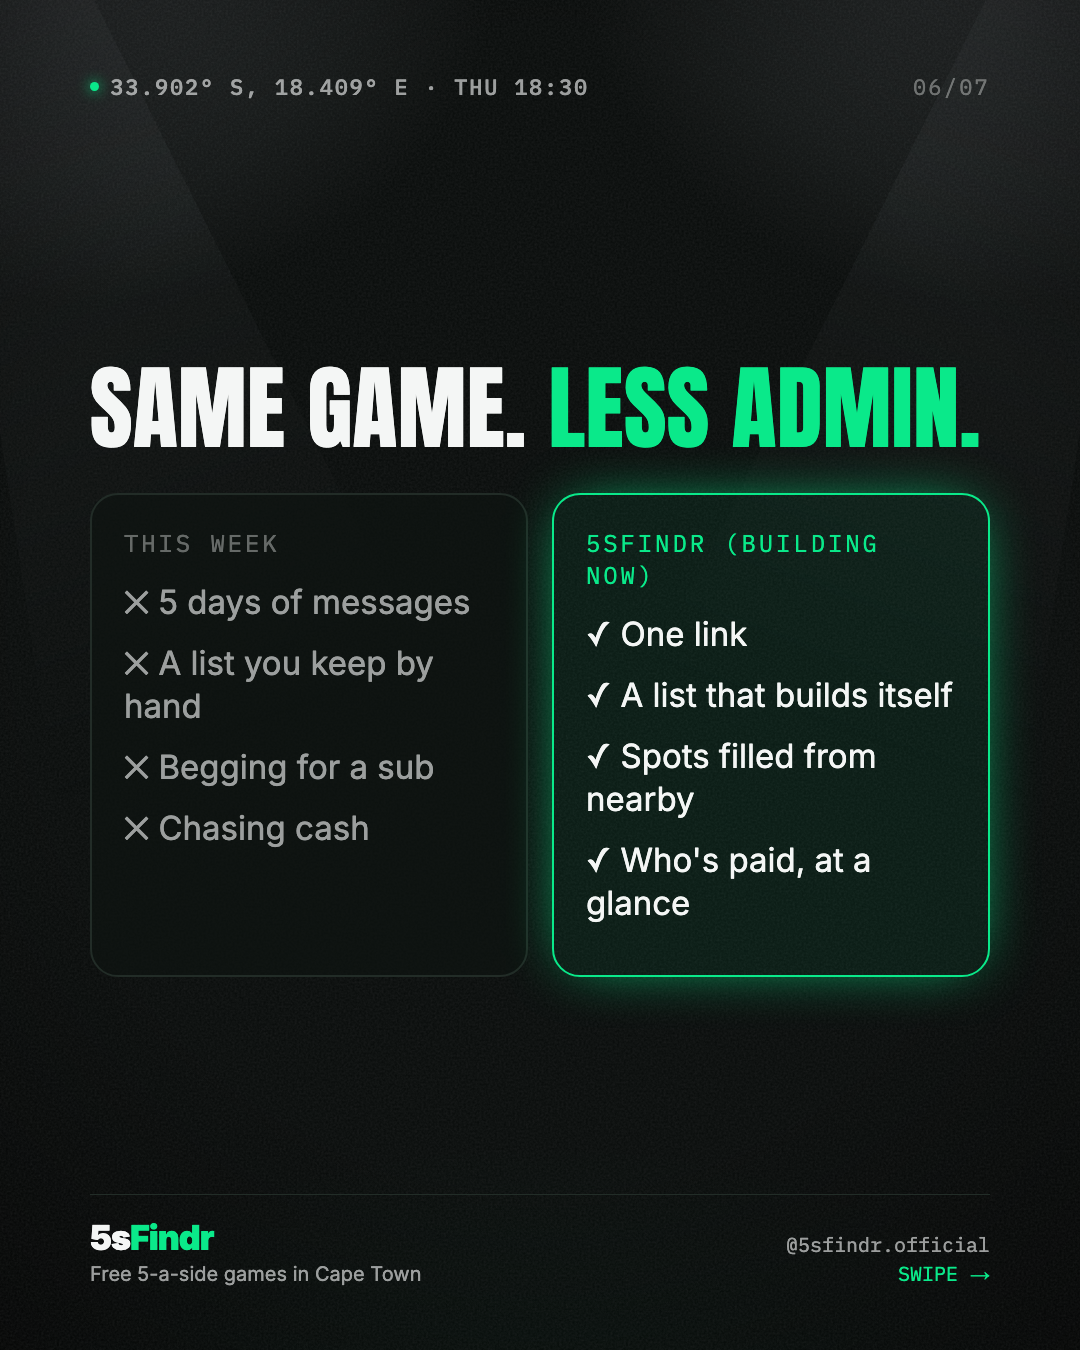 33.902° S, 18.409° E · THU 18:30
06/07
SAME GAME. LESS ADMIN.
THIS WEEK
✕ 5 days of messages
✕ A list you keep by
hand
✕ Begging for a sub
✕ Chasing cash
5SFINDR (BUILDING
NOW)
✓ One link
✓ A list that builds itself
✓ Spots filled from
nearby
✓ Who's paid, at a
glance
5sFindr
Free 5-a-side games in Cape Town
@5sfindr.official
SWIPE →